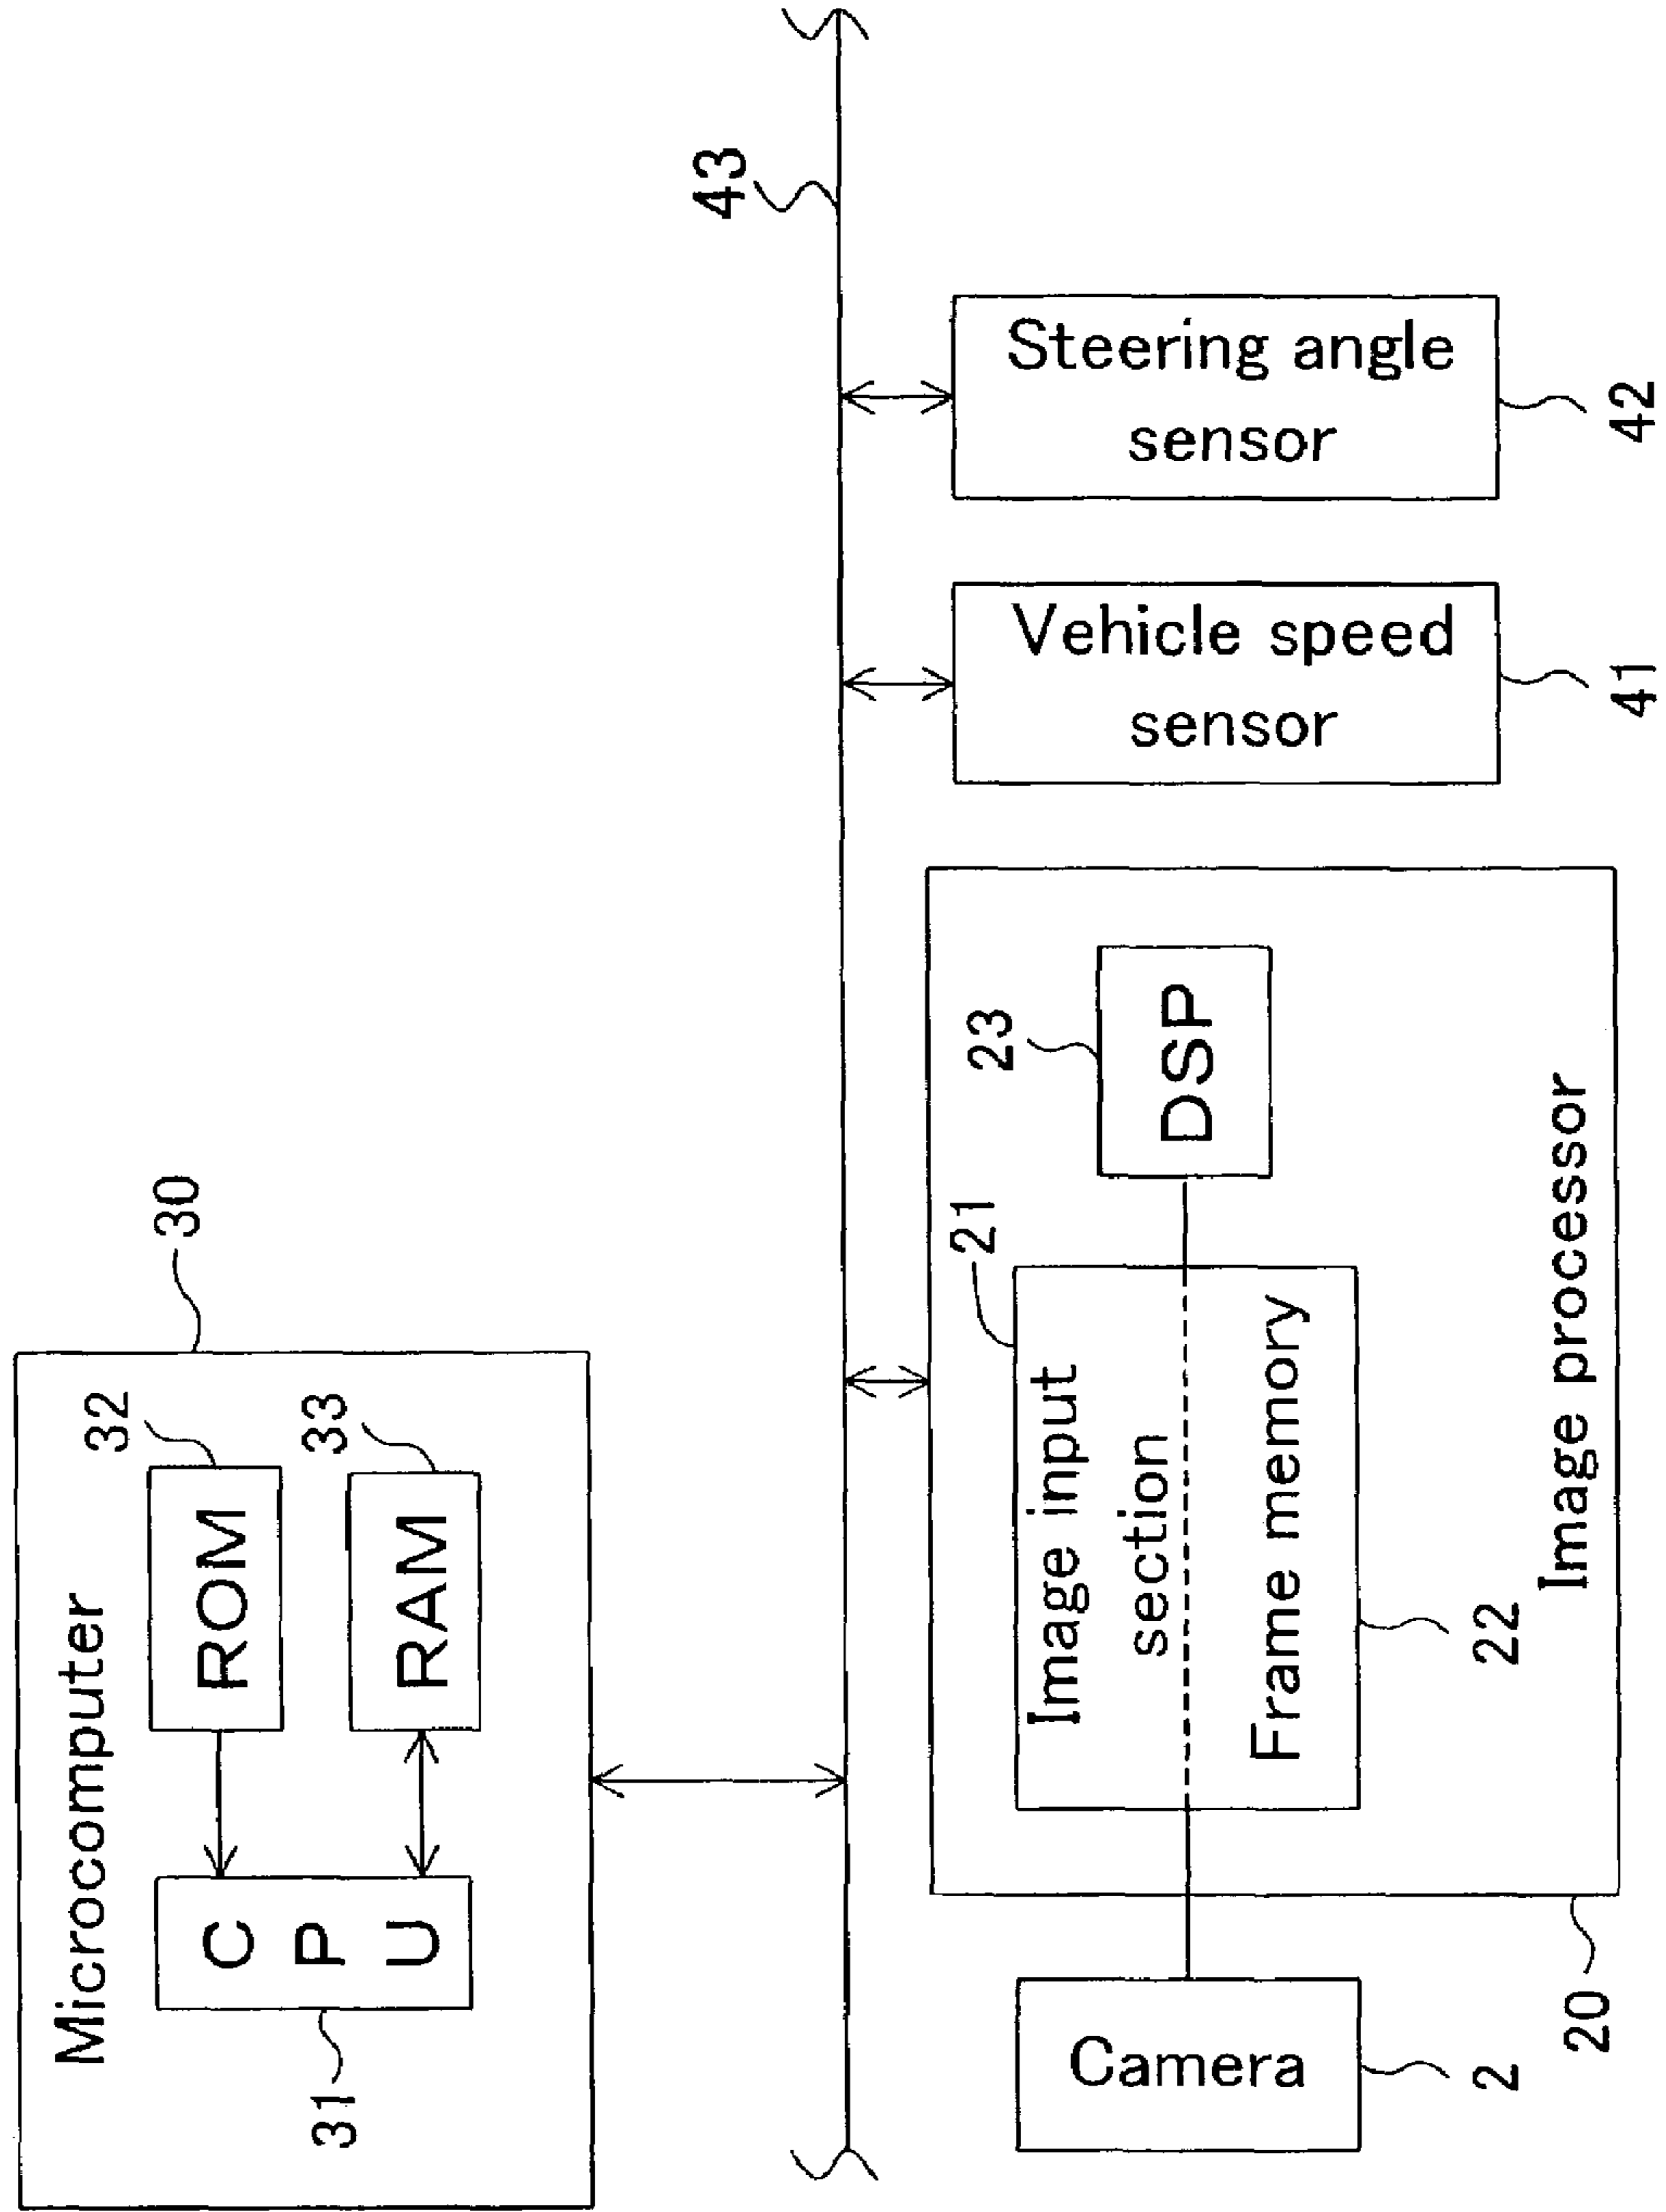 Microcomputer
30
32
ROM
33
RAM
C
P
U
31
43
Image input
section
21
Frame memory
22
23
DSP
Image processor
20
Camera
2
Vehicle speed
sensor
41
Steering angle
sensor
42